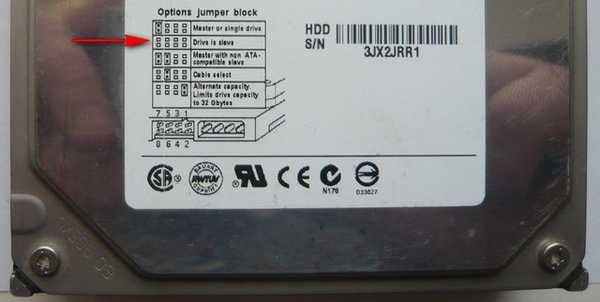 Options jumper block
Master or single drive
Drive is slave
Master with non ATA-
compatible slave
Cable select
Alternate capacity.
Limits drive capacity
to 32 Gbytes
7 5 3 1
8 6 4 2
HDD
S/N
3JX2JRR1
N176